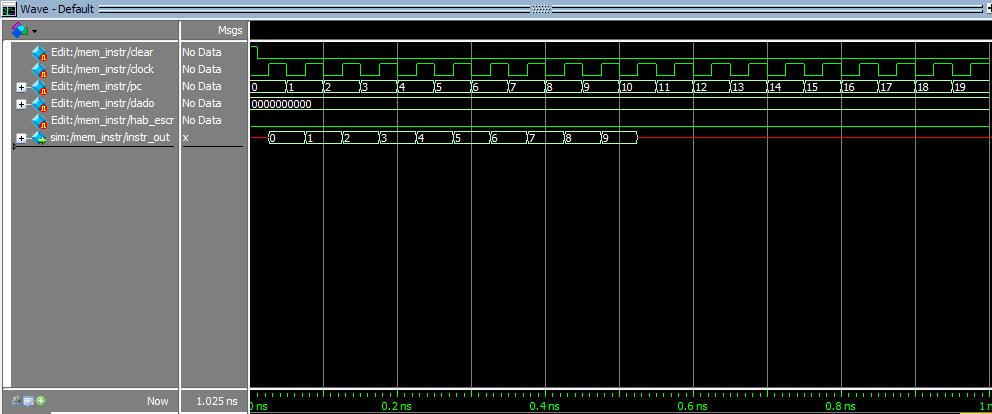 Wave - Default
Msgs
Edit:/mem_instr/clear No Data
Edit:/mem_instr/clock No Data
Edit:/mem_instr/pc No Data 0 1 2 3 4 5 6 7 8 9 10 11 12 13 14 15 16 17 18 19
Edit:/mem_instr/dado No Data 0000000000
Edit:/mem_instr/hab_escr No Data
sim:/mem_instr/instr_out x 0 1 2 3 4 5 6 7 8 9
Now 1.025 ns ns 0.2 ns 0.4 ns 0.6 ns 0.8 ns 1